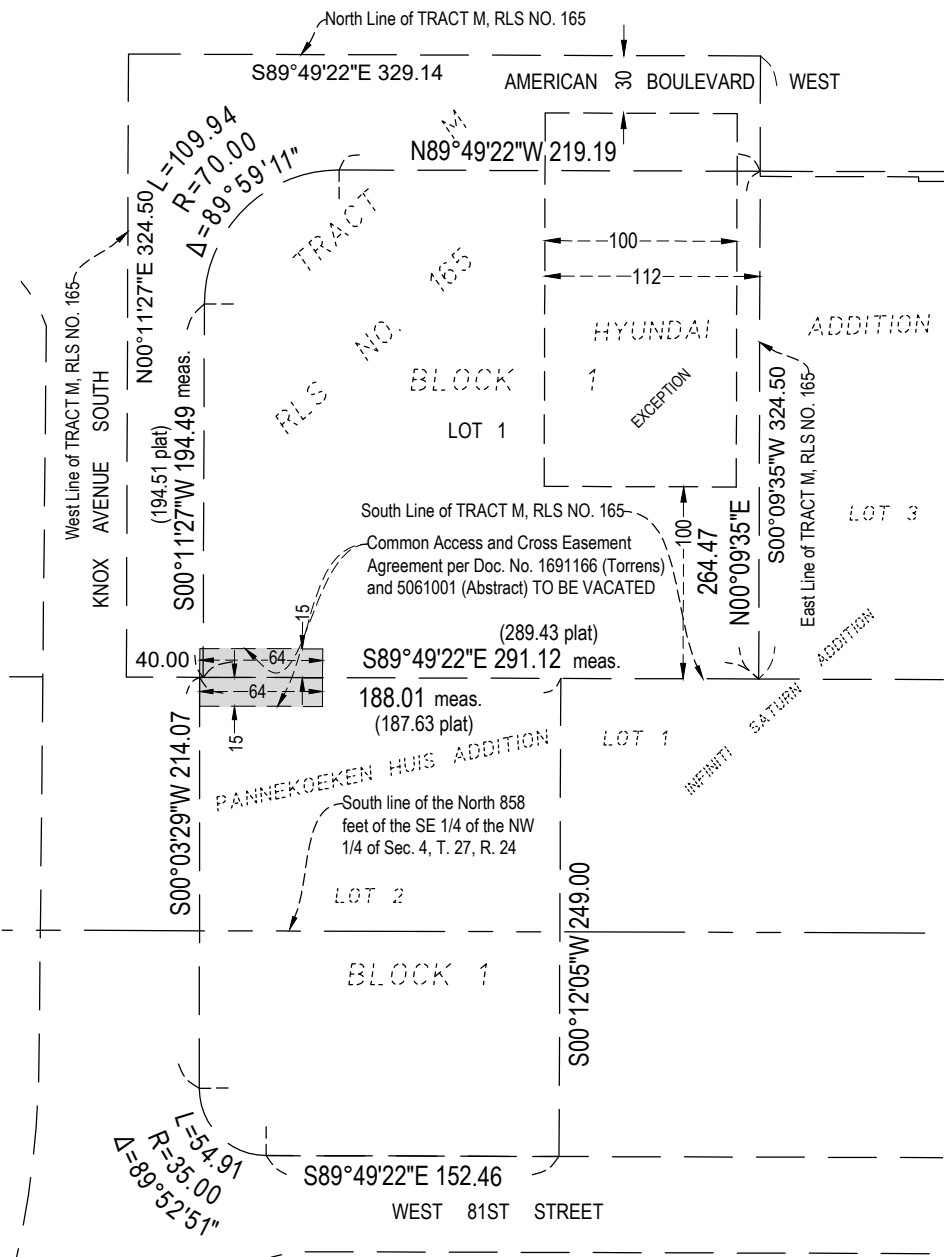 North Line of TRACT M, RLS NO. 165
S89°49'22"E 329.14
AMERICAN 30 BOULEVARD WEST
L=109.94
R=70.00
Δ=89°59'11"
N89°49'22"W 219.19
West Line of TRACT M, RLS NO. 165
N00°11'27"E 324.50
KNOX AVENUE SOUTH
(194.51 plat)
S00°11'27"W 194.49 meas.
TRACT M
RLS NO. 165
100
112
HYUNDAI ADDITION
BLOCK 1
EXCEPTION
LOT 1
S00°09'35"W 324.50
East Line of TRACT M, RLS NO. 165
LOT 3
South Line of TRACT M, RLS NO. 165
100
264.47
N00°09'35"E
Common Access and Cross Easement
Agreement per Doc. No. 1691166 (Torrens)
and 5061001 (Abstract) TO BE VACATED
15
(289.43 plat)
40.00
64
S89°49'22"E 291.12 meas.
64
188.01 meas.
(187.63 plat)
15
S00°03'29"W 214.07
PANNEKOEKEN HUIS ADDITION
LOT 1
INFINITI SATURN ADDITION
South line of the North 858
feet of the SE 1/4 of the NW
1/4 of Sec. 4, T. 27, R. 24
LOT 2
BLOCK 1
S00°12'05"W 249.00
L=54.91
R=35.00
Δ=89°52'51"
S89°49'22"E 152.46
WEST 81ST STREET